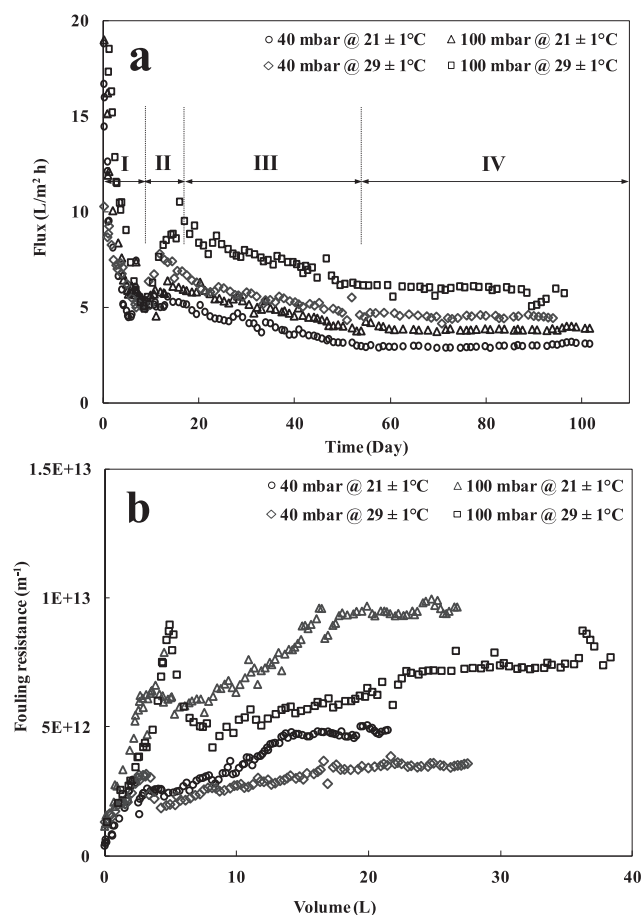 20
a
40 mbar @ 21 ± 1°C
100 mbar @ 21 ± 1°C
40 mbar @ 29 ± 1°C
100 mbar @ 29 ± 1°C
15
I
II
III
IV
10
5
0
Flux (L/m² h)
0
20
40
60
80
100
Time (Day)
1.5E+13
b
40 mbar @ 21 ± 1°C
100 mbar @ 21 ± 1°C
40 mbar @ 29 ± 1°C
100 mbar @ 29 ± 1°C
1E+13
5E+12
0
Fouling resistance (m⁻¹)
0
10
20
30
40
Volume (L)